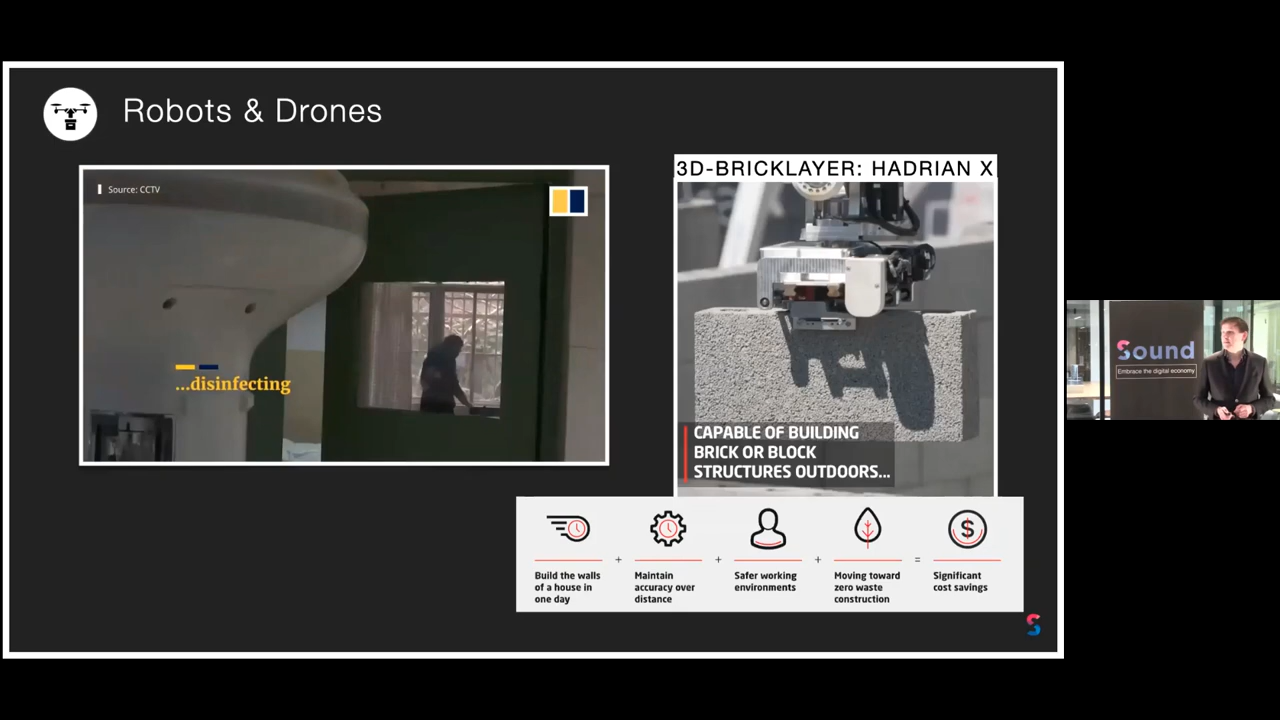 Robots & Drones
Source: CCTV
...disinfecting
3D-BRICKLAYER: HADRIAN X
CAPABLE OF BUILDING
BRICK OR BLOCK
STRUCTURES OUTDOORS...
Build the walls
of a house in
one day
+
Maintain
accuracy over
distance
+
Safer working
environments
+
Moving toward
zero waste
construction
=
$
Significant
cost savings
Sound
Embrace the digital economy